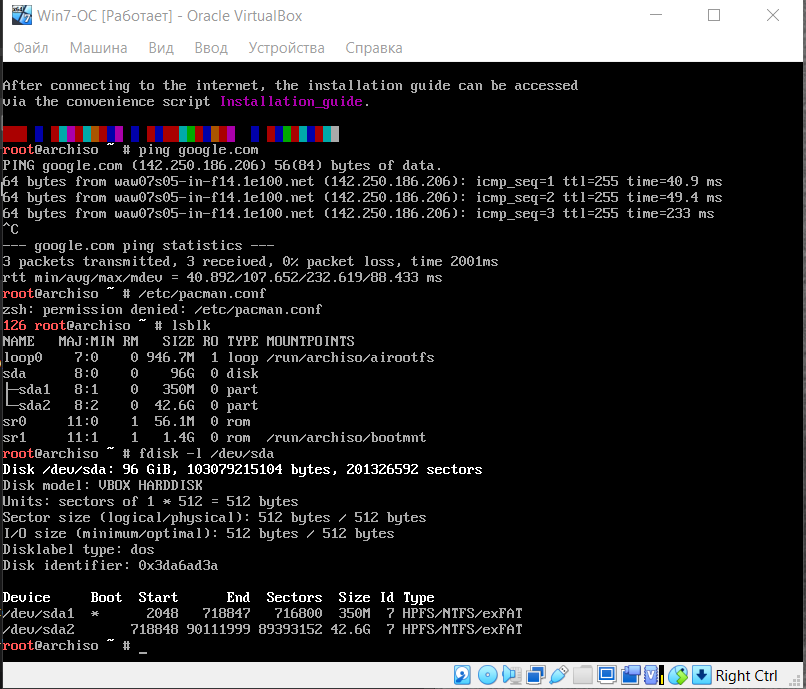 Win7-ОС [Работает] - Oracle VirtualBox
Файл Машина Вид Ввод Устройства Справка
After connecting to the internet, the installation guide can be accessed
via the convenience script Installation_guide.
root@archiso ~ # ping google.com
PING google.com (142.250.186.206) 56(84) bytes of data.
64 bytes from waw07s05-in-f14.1e100.net (142.250.186.206): icmp_seq=1 ttl=255 time=40.9 ms
64 bytes from waw07s05-in-f14.1e100.net (142.250.186.206): icmp_seq=2 ttl=255 time=49.4 ms
64 bytes from waw07s05-in-f14.1e100.net (142.250.186.206): icmp_seq=3 ttl=255 time=233 ms
^C
--- google.com ping statistics ---
3 packets transmitted, 3 received, 0% packet loss, time 2001ms
rtt min/avg/max/mdev = 40.892/107.652/232.619/88.433 ms
root@archiso ~ # /etc/pacman.conf
zsh: permission denied: /etc/pacman.conf
126 root@archiso ~ # lsblk
NAME   MAJ:MIN RM   SIZE RO TYPE MOUNTPOINTS
loop0    7:0    0 946.7M  1 loop /run/archiso/airootfs
sda      8:0    0    96G  0 disk
├─sda1   8:1    0   350M  0 part
└─sda2   8:2    0  42.6G  0 part
sr0     11:0    1  56.1M  0 rom
sr1     11:1    1   1.4G  0 rom  /run/archiso/bootmnt
root@archiso ~ # fdisk -l /dev/sda
Disk /dev/sda: 96 GiB, 103079215104 bytes, 201326592 sectors
Disk model: VBOX HARDDISK
Units: sectors of 1 * 512 = 512 bytes
Sector size (logical/physical): 512 bytes / 512 bytes
I/O size (minimum/optimal): 512 bytes / 512 bytes
Disklabel type: dos
Disk identifier: 0x3da6ad3a
Device     Boot  Start      End  Sectors  Size Id Type
/dev/sda1  *      2048   718847   716800  350M  7 HPFS/NTFS/exFAT
/dev/sda2       718848 90111999 89393152 42.6G  7 HPFS/NTFS/exFAT
root@archiso ~ # _
Right Ctrl